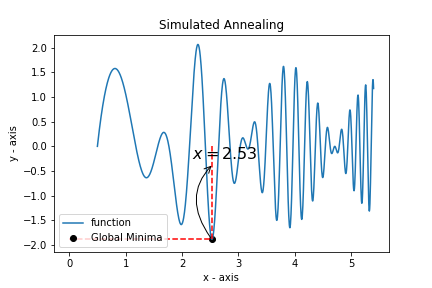 Simulated Annealing
y - axis
2.0
1.5
1.0
0.5
0.0
−0.5
−1.0
−1.5
−2.0
x = 2.53
function
Global Minima
0 1 2 3 4 5
x - axis